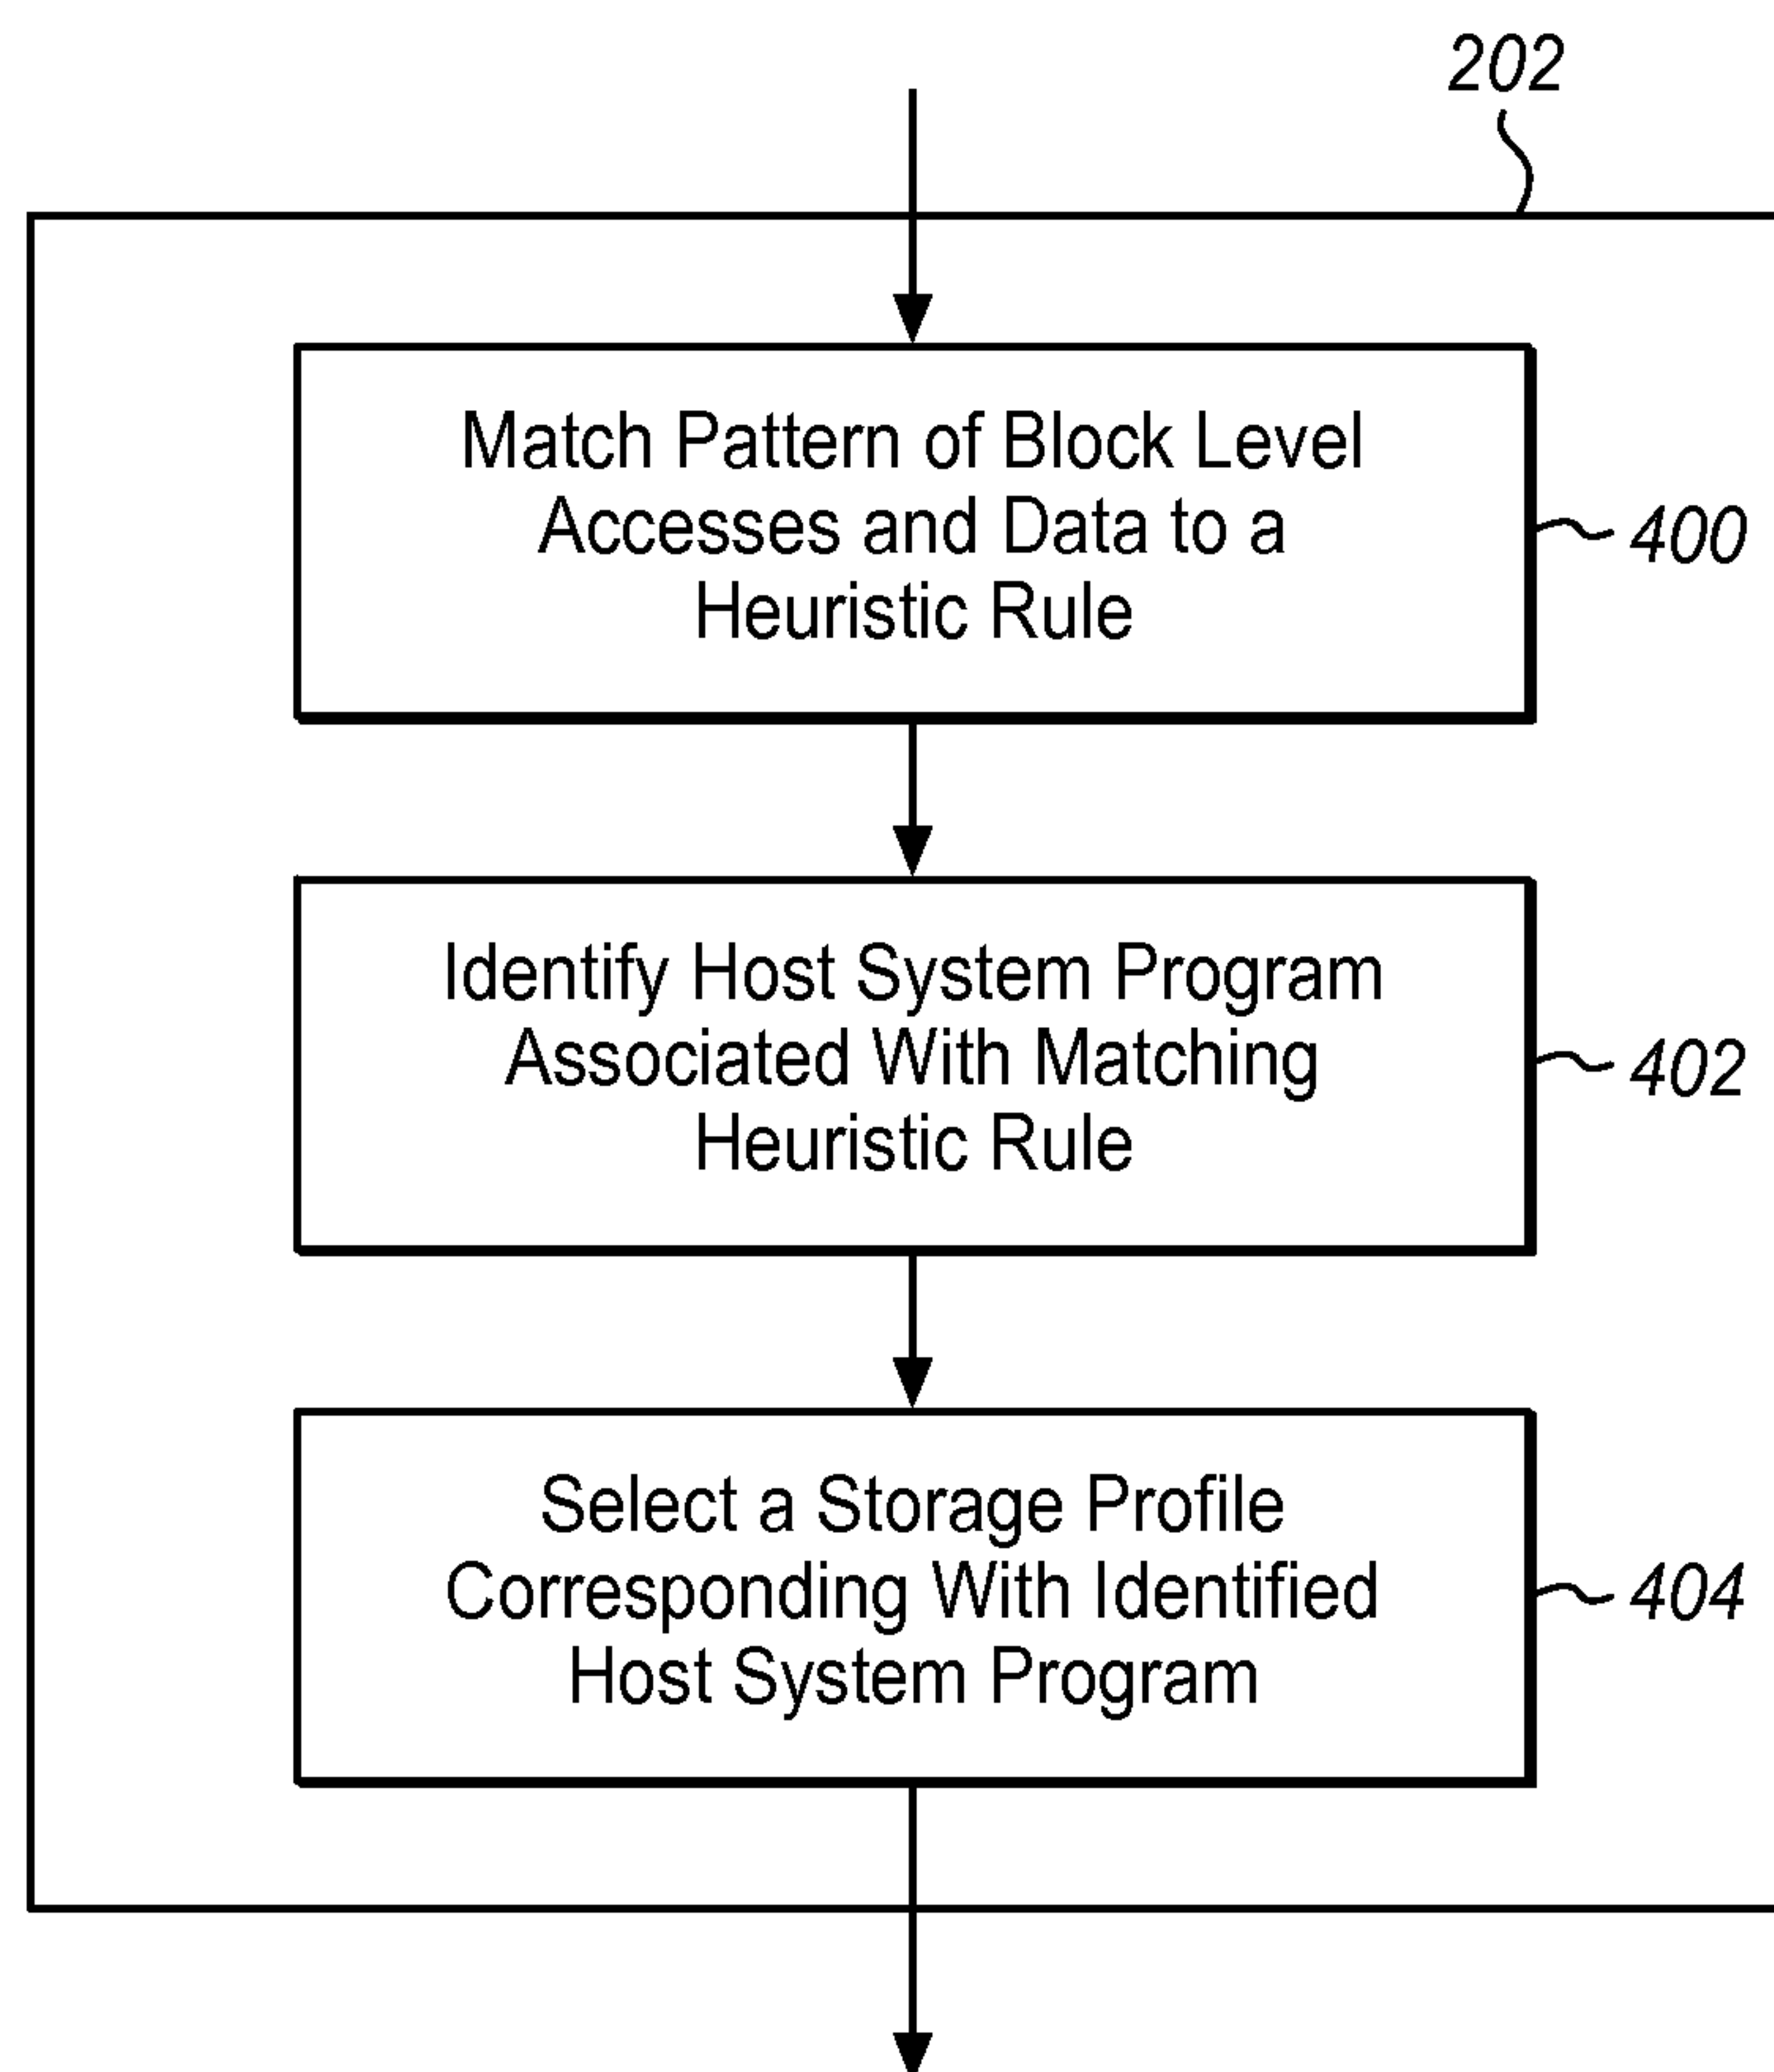 202
Match Pattern of Block Level
Accesses and Data to a
Heuristic Rule
400
Identify Host System Program
Associated With Matching
Heuristic Rule
402
Select a Storage Profile
Corresponding With Identified
Host System Program
404